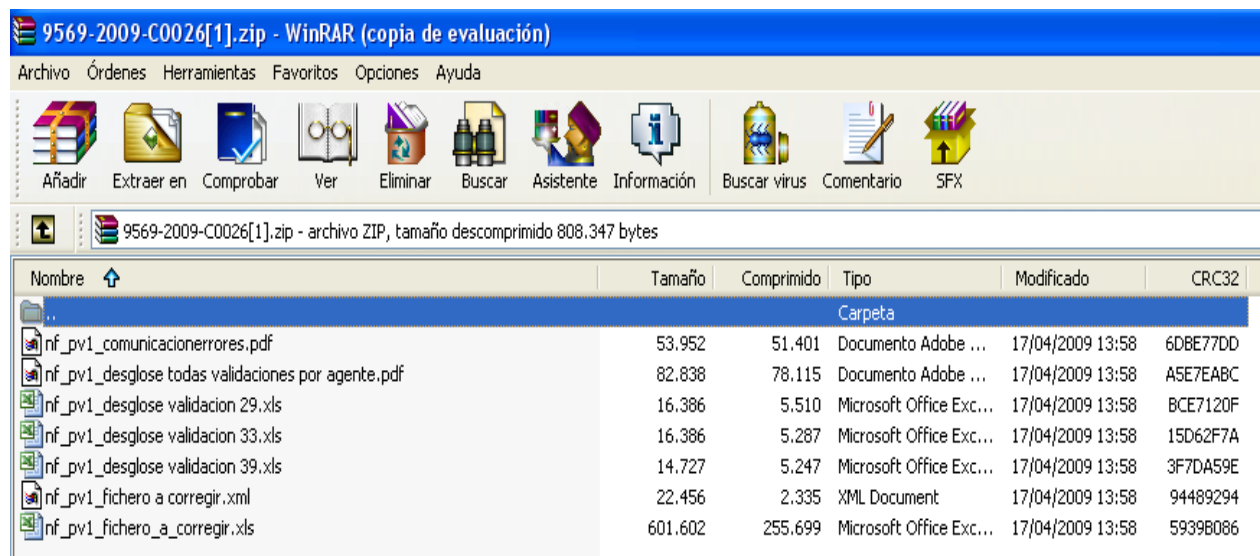 9569-2009-C0026[1].zip - WinRAR (copia de evaluación)
Archivo Órdenes Herramientas Favoritos Opciones Ayuda
Añadir Extraer en Comprobar Ver Eliminar Buscar Asistente Información Buscar virus Comentario SFX
9569-2009-C0026[1].zip - archivo ZIP, tamaño descomprimido 808.347 bytes
Nombre Tamaño Comprimido Tipo Modificado CRC32
.. Carpeta
nf_pv1_comunicacionerrores.pdf 53.952 51.401 Documento Adobe ... 17/04/2009 13:58 6DBE77DD
nf_pv1_desglose todas validaciones por agente.pdf 82.838 78.115 Documento Adobe ... 17/04/2009 13:58 A5E7EABC
nf_pv1_desglose validacion 29.xls 16.386 5.510 Microsoft Office Exc... 17/04/2009 13:58 BCE7120F
nf_pv1_desglose validacion 33.xls 16.386 5.287 Microsoft Office Exc... 17/04/2009 13:58 15D62F7A
nf_pv1_desglose validacion 39.xls 14.727 5.247 Microsoft Office Exc... 17/04/2009 13:58 3F7DA59E
nf_pv1_fichero a corregir.xml 22.456 2.335 XML Document 17/04/2009 13:58 94489294
nf_pv1_fichero_a_corregir.xls 601.602 255.699 Microsoft Office Exc... 17/04/2009 13:58 5939B086